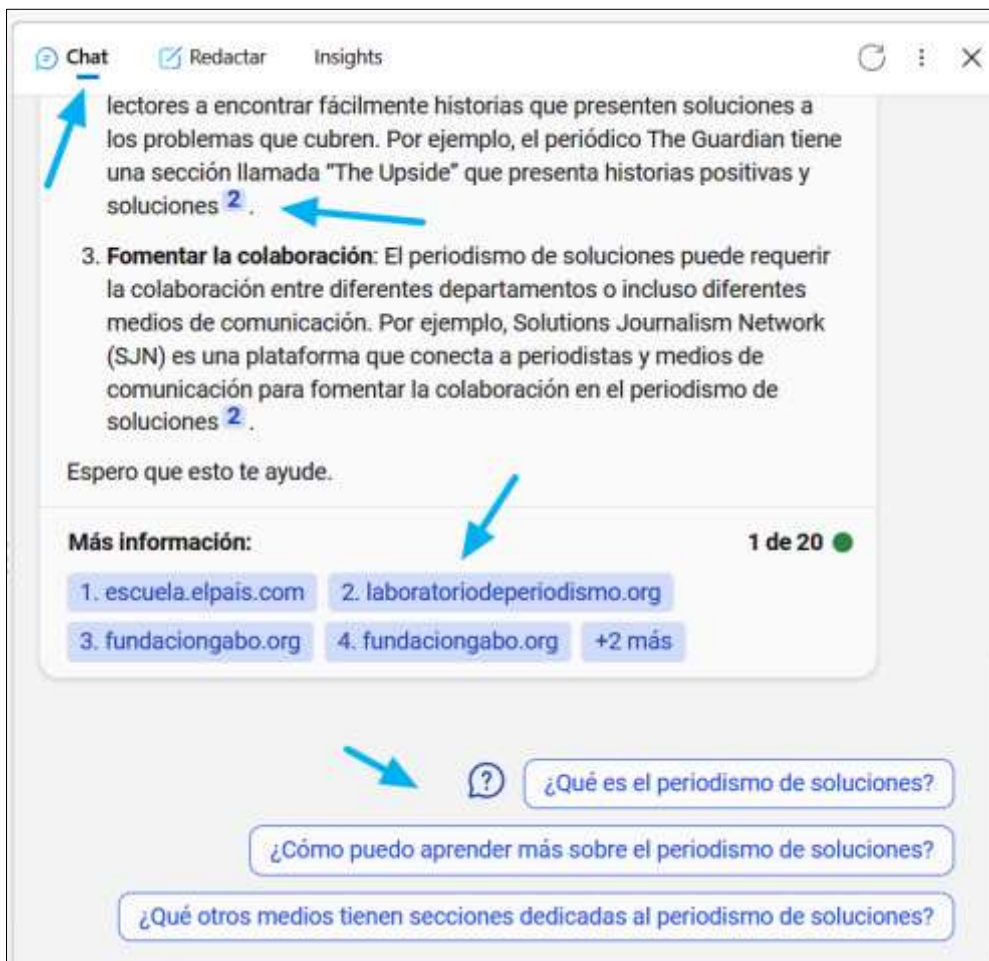 Chat Redactar Insights
lectores a encontrar fácilmente historias que presenten soluciones a
los problemas que cubren. Por ejemplo, el periódico The Guardian tiene
una sección llamada "The Upside" que presenta historias positivas y
soluciones 2 .
3. Fomentar la colaboración: El periodismo de soluciones puede requerir
la colaboración entre diferentes departamentos o incluso diferentes
medios de comunicación. Por ejemplo, Solutions Journalism Network
(SJN) es una plataforma que conecta a periodistas y medios de
comunicación para fomentar la colaboración en el periodismo de
soluciones 2 .
Espero que esto te ayude.
Más información: 1 de 20
1. escuela.elpais.com 2. laboratoriodeperiodismo.org
3. fundaciongabo.org 4. fundaciongabo.org +2 más
¿Qué es el periodismo de soluciones?
¿Cómo puedo aprender más sobre el periodismo de soluciones?
¿Qué otros medios tienen secciones dedicadas al periodismo de soluciones?